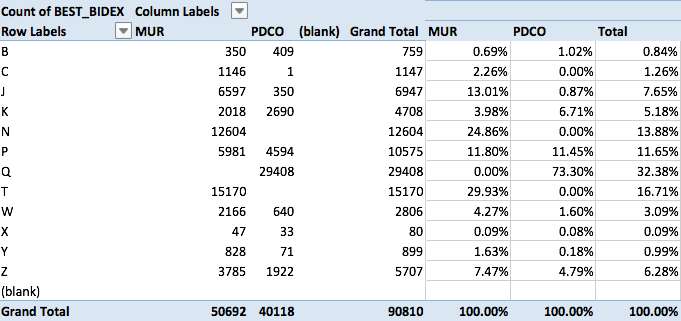 Count of BEST_BIDEX Column Labels
Row Labels MUR PDCO (blank) Grand Total MUR PDCO Total
B 350 409 759 0.69% 1.02% 0.84%
C 1146 1 1147 2.26% 0.00% 1.26%
J 6597 350 6947 13.01% 0.87% 7.65%
K 2018 2690 4708 3.98% 6.71% 5.18%
N 12604 12604 24.86% 0.00% 13.88%
P 5981 4594 10575 11.80% 11.45% 11.65%
Q 29408 29408 0.00% 73.30% 32.38%
T 15170 15170 29.93% 0.00% 16.71%
W 2166 640 2806 4.27% 1.60% 3.09%
X 47 33 80 0.09% 0.08% 0.09%
Y 828 71 899 1.63% 0.18% 0.99%
Z 3785 1922 5707 7.47% 4.79% 6.28%
(blank)
Grand Total 50692 40118 90810 100.00% 100.00% 100.00%